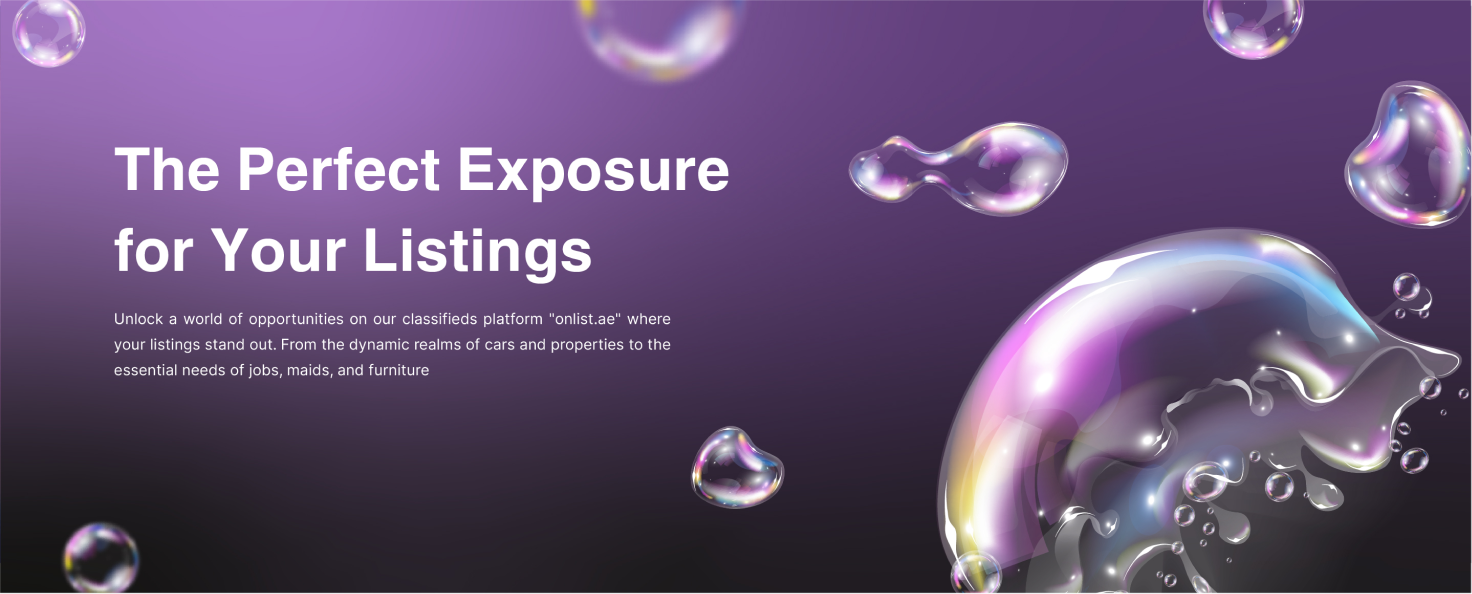 The Perfect Exposure
for Your Listings
Unlock a world of opportunities on our classifieds platform "onlist.ae" where
your listings stand out. From the dynamic realms of cars and properties to the
essential needs of jobs, maids, and furniture